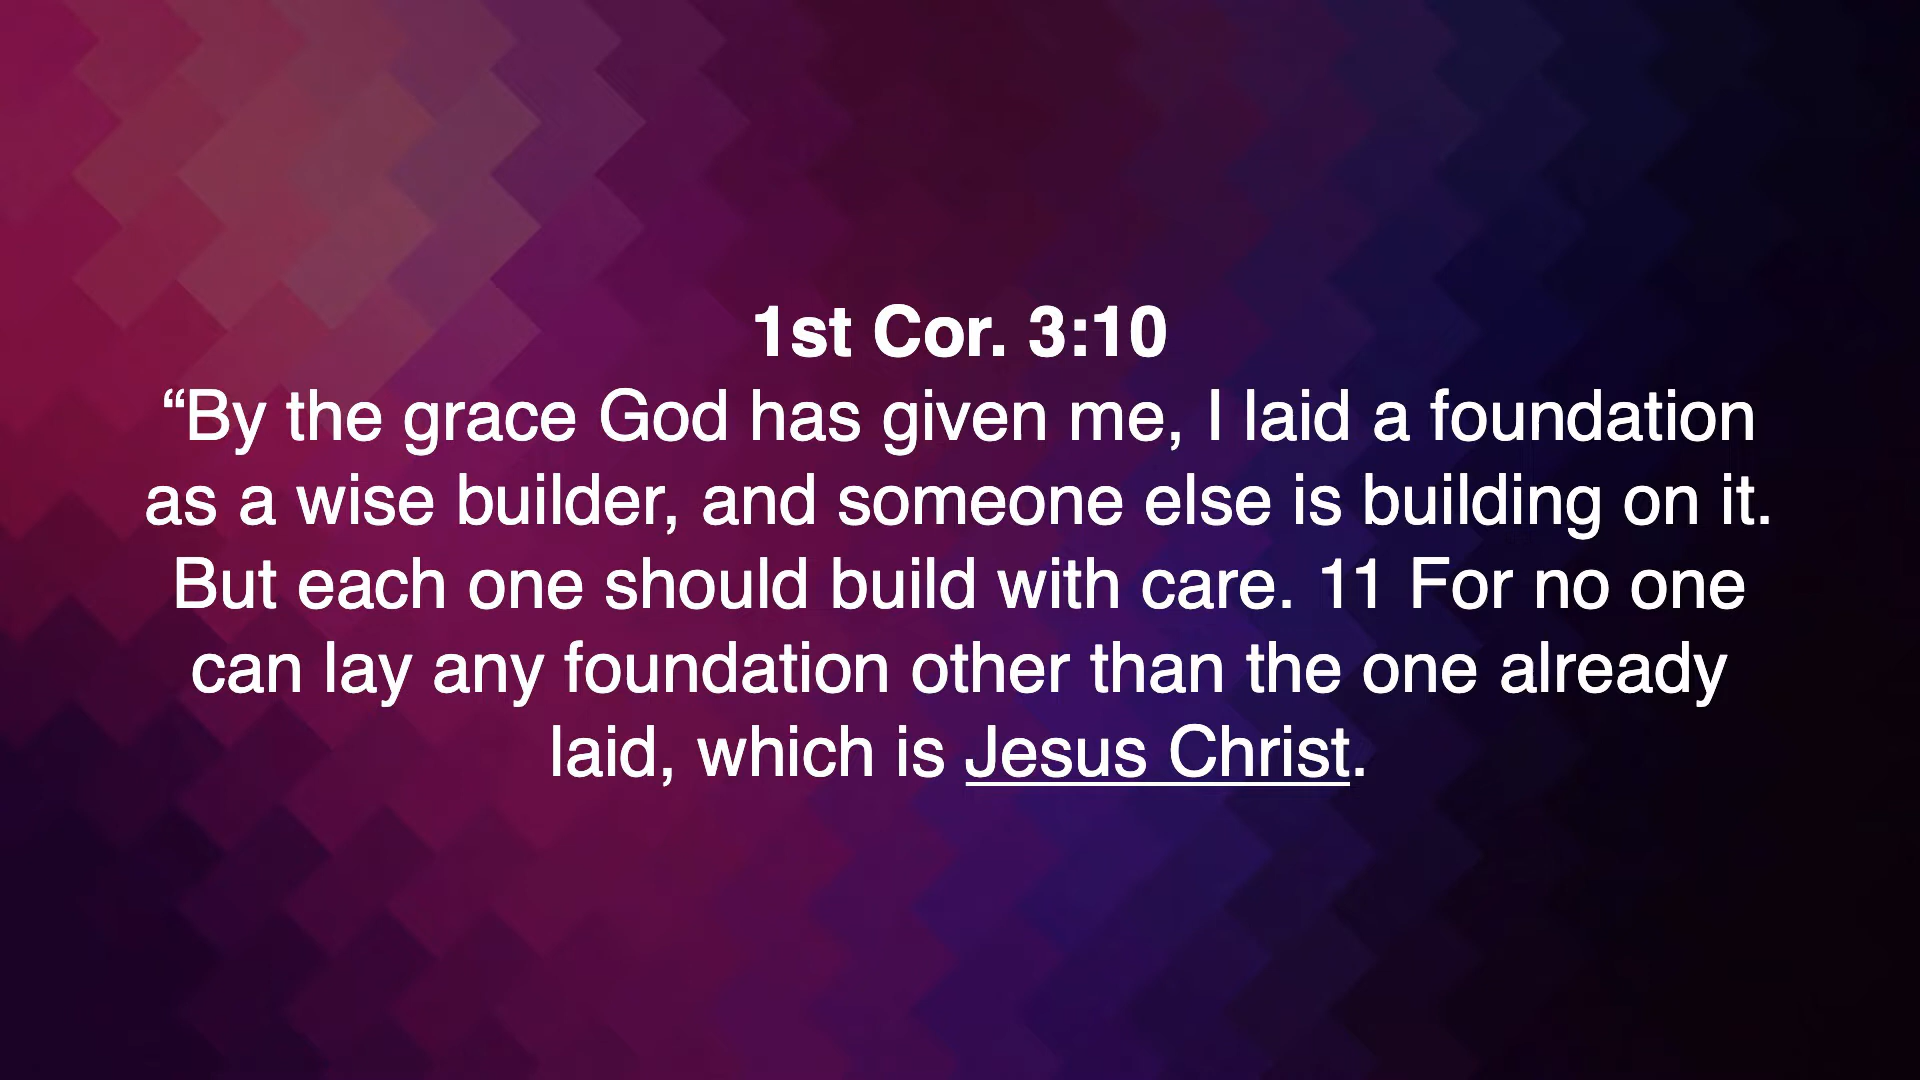 1st Cor. 3:10
“By the grace God has given me, I laid a foundation
as a wise builder, and someone else is building on it.
But each one should build with care. 11 For no one
can lay any foundation other than the one already
laid, which is Jesus Christ.